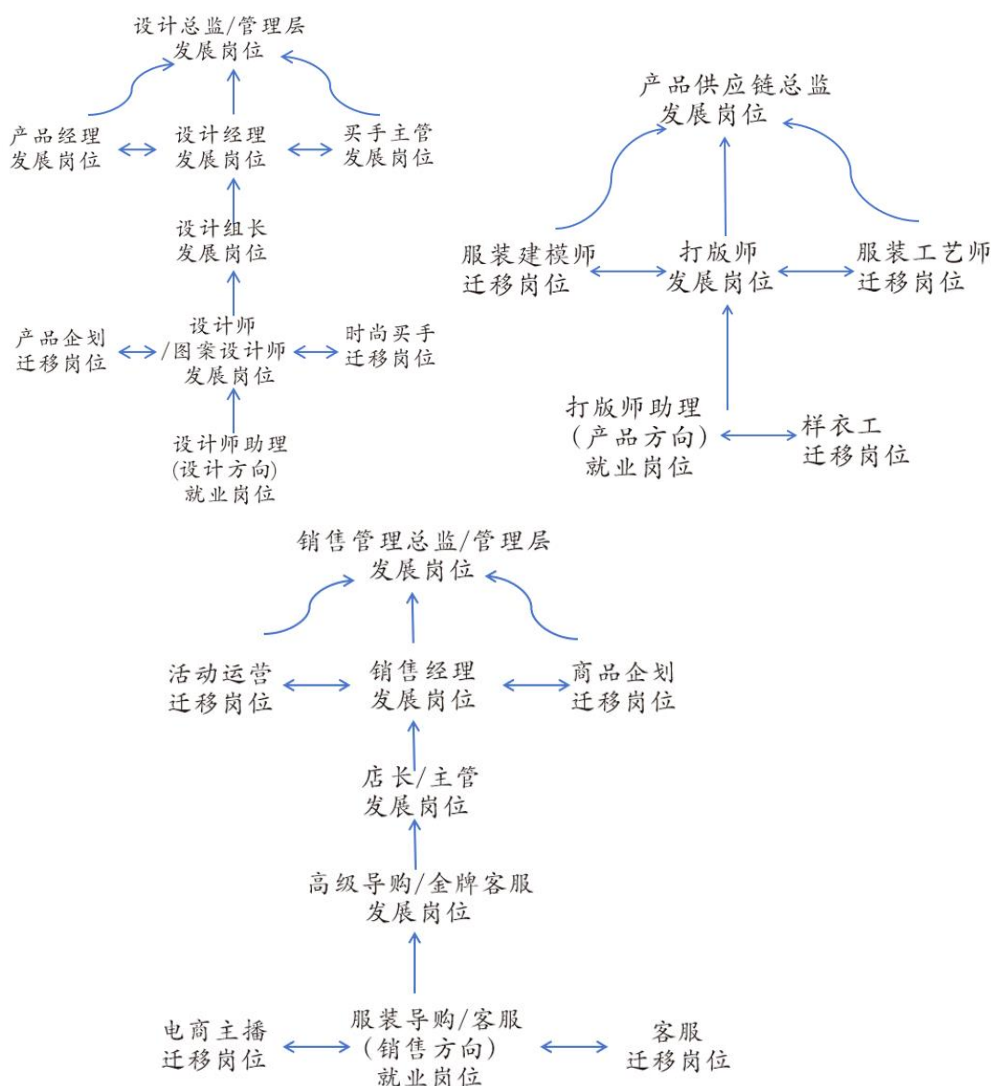 设计总监/管理层
发展岗位
产品经理
发展岗位
设计经理
发展岗位
买手主管
发展岗位
设计组长
发展岗位
产品企划
迁移岗位
设计师
/图案设计师
发展岗位
时尚买手
迁移岗位
设计师助理
(设计方向)
就业岗位
产品供应链总监
发展岗位
服装建模师
迁移岗位
打版师
发展岗位
服装工艺师
迁移岗位
打版师助理
（产品方向）
就业岗位
样衣工
迁移岗位
销售管理总监/管理层
发展岗位
活动运营
迁移岗位
销售经理
发展岗位
商品企划
迁移岗位
店长/主管
发展岗位
高级导购/金牌客服
发展岗位
电商主播
迁移岗位
服装导购/客服
（销售方向）
就业岗位
客服
迁移岗位